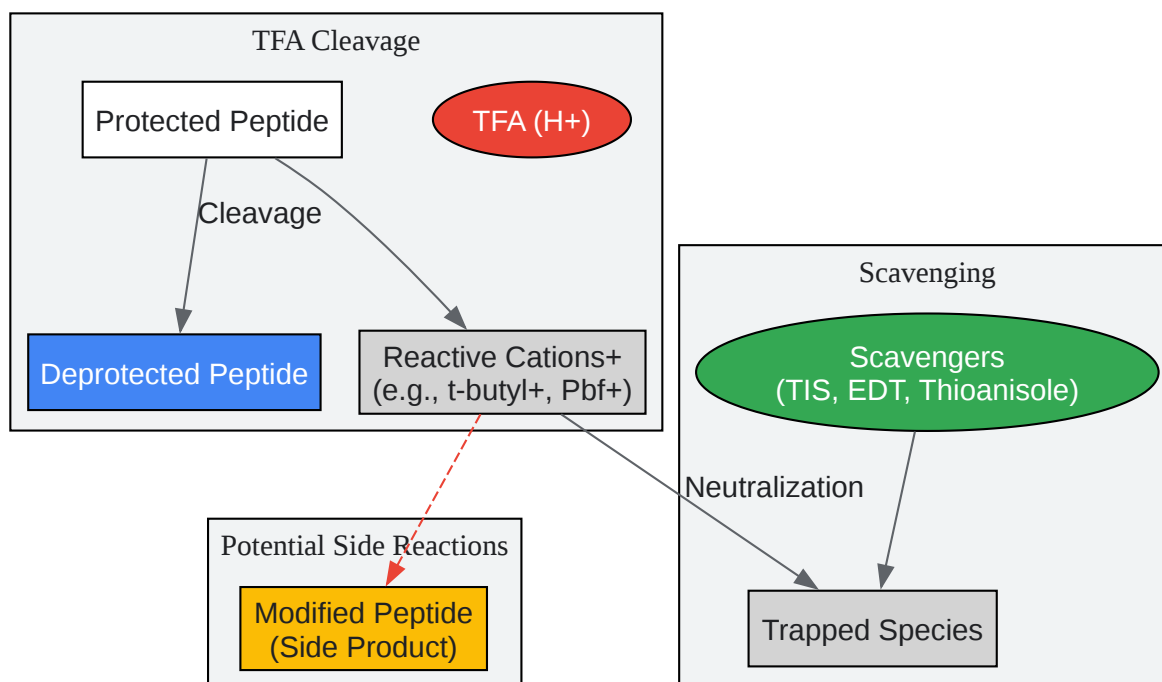 TFA Cleavage
Protected Peptide
TFA (H+)
Cleavage
Deprotected Peptide
Reactive Cations+
(e.g., t-butyl+, Pbf+)
Scavenging
Scavengers
(TIS, EDT, Thioanisole)
Neutralization
Potential Side Reactions
Modified Peptide
(Side Product)
Trapped Species